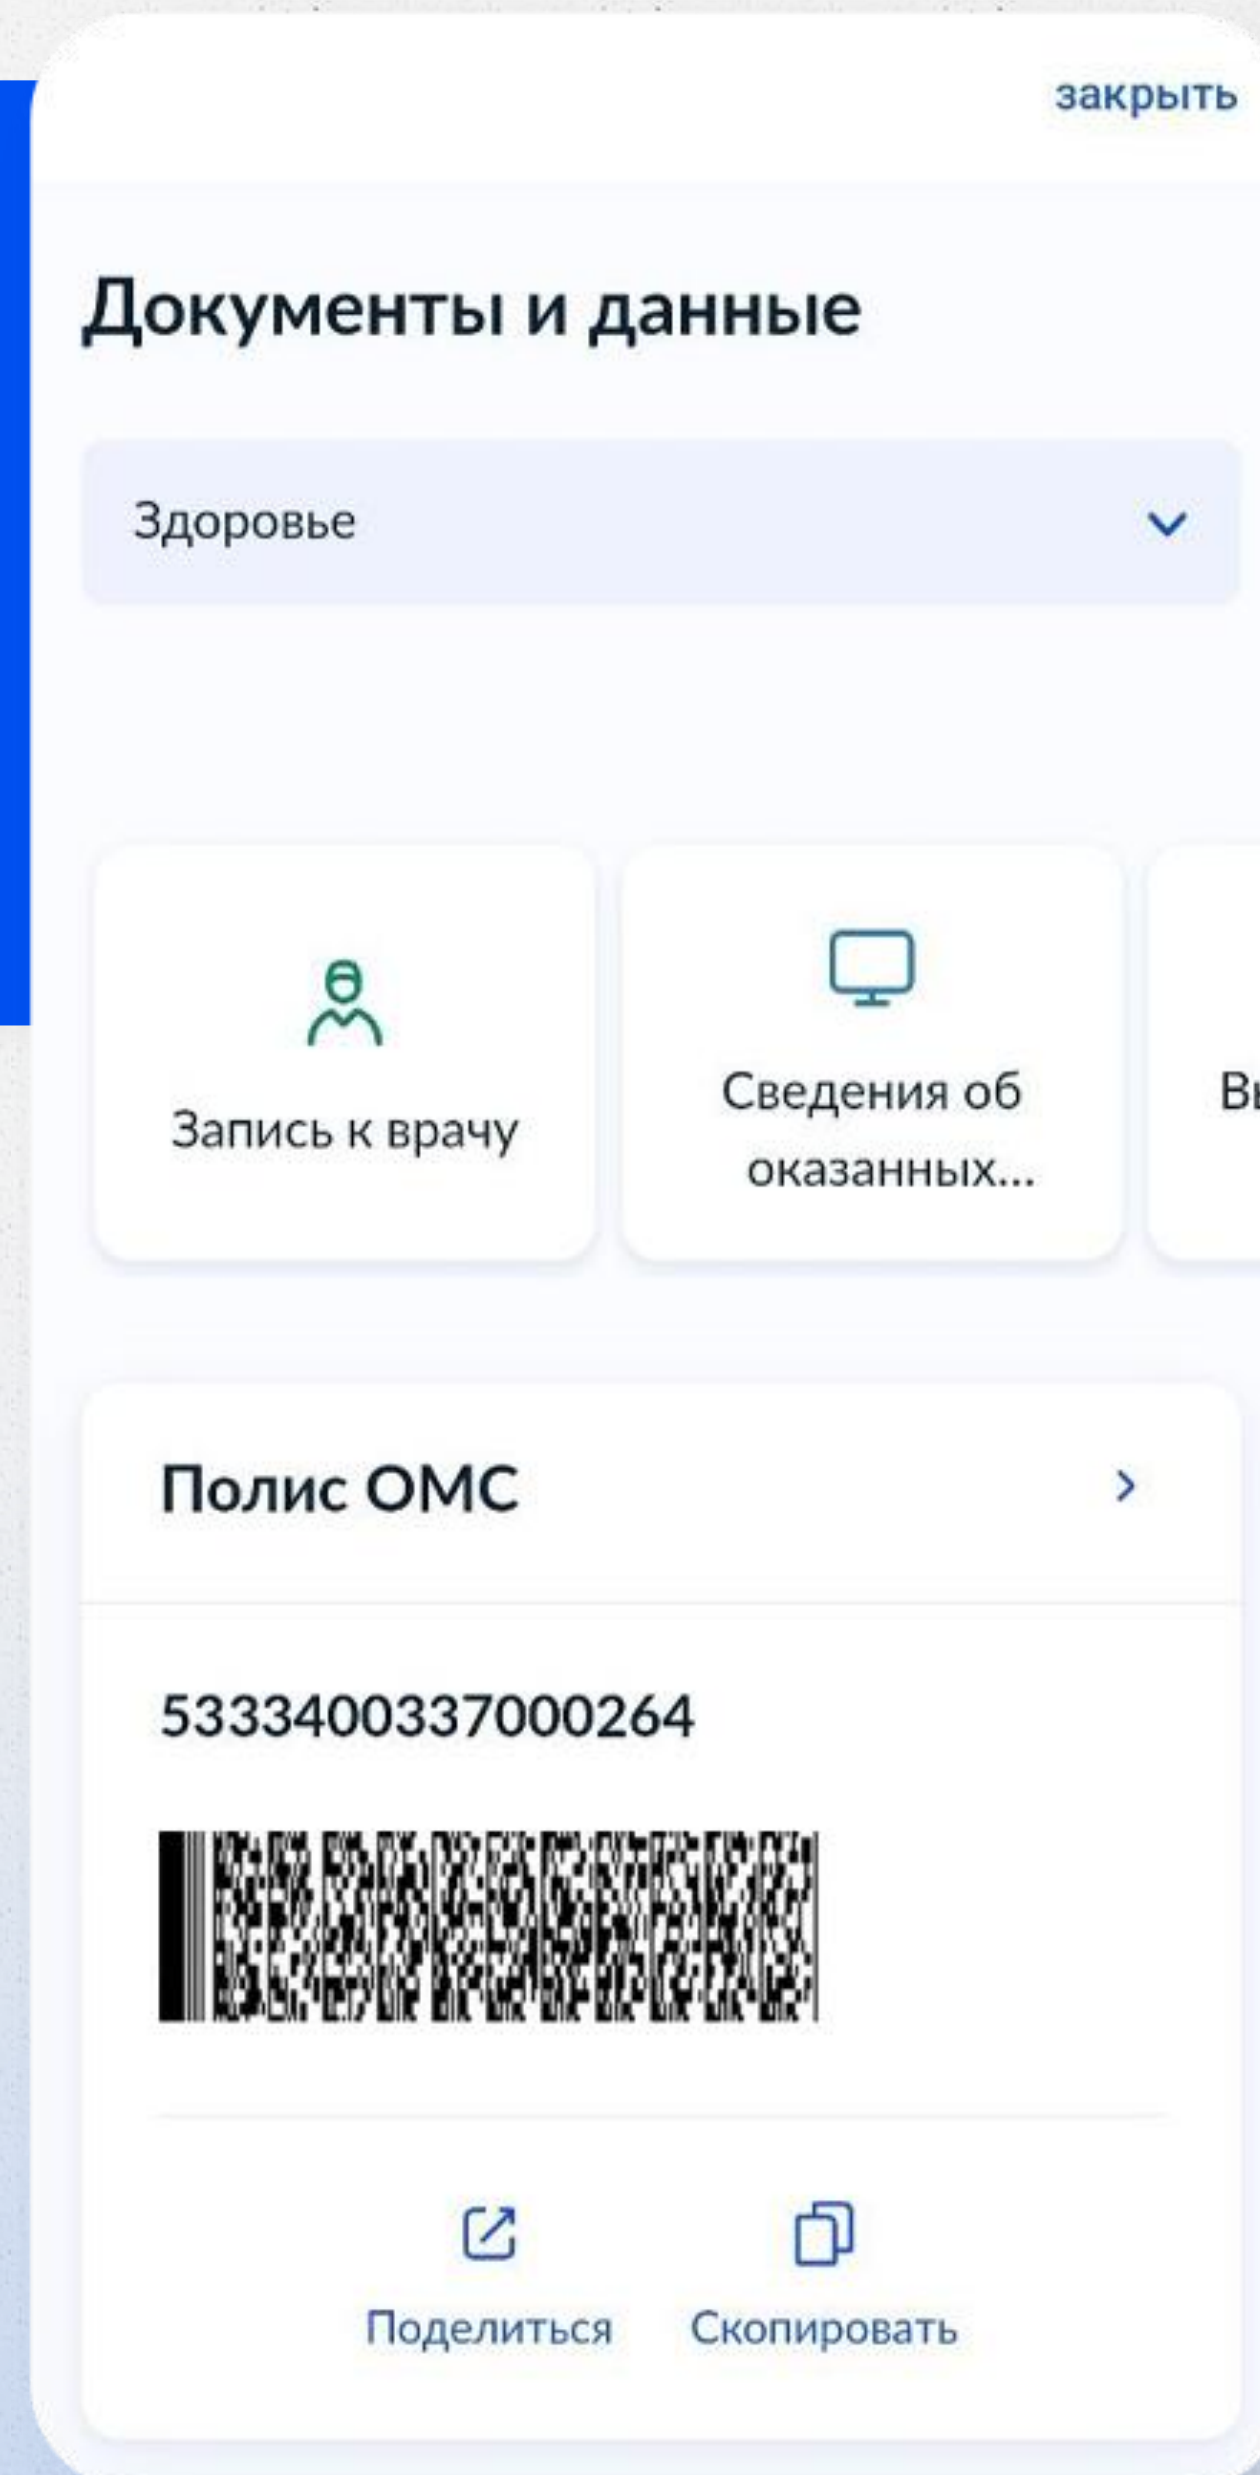 закрыть
Документы и данные
Здоровье
Запись к врачу
Сведения об
оказанных...
Полис ОМС
5333400337000264
Поделиться
Скопировать